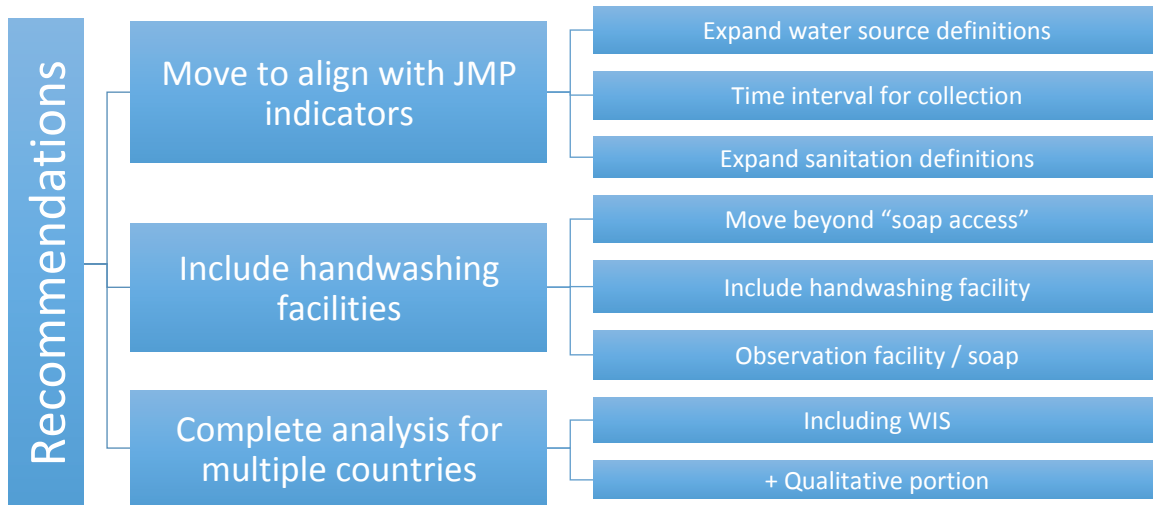 Recommendations
Move to align with JMP
indicators
Expand water source definitions
Time interval for collection
Expand sanitation definitions
Include handwashing
facilities
Move beyond “soap access”
Include handwashing facility
Observation facility / soap
Complete analysis for
multiple countries
Including WIS
+ Qualitative portion